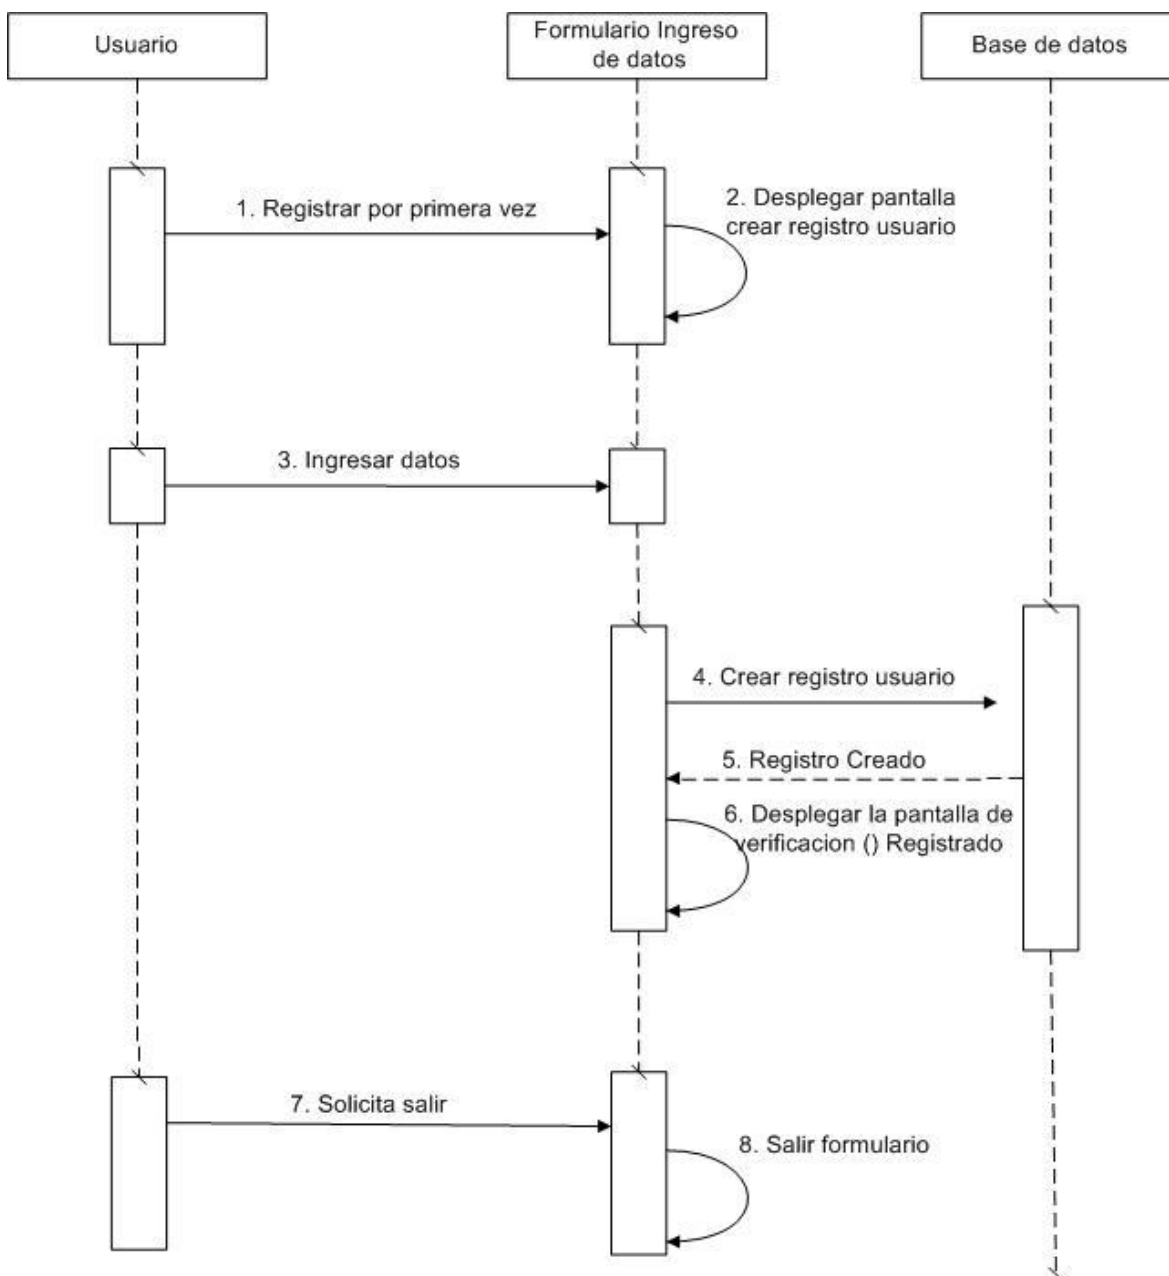 Usuario
Formulario Ingreso
de datos
Base de datos
1. Registrar por primera vez
2. Desplegar pantalla
crear registro usuario
3. Ingresar datos
4. Crear registro usuario
5. Registro Creado
6. Desplegar la pantalla de
verificacion () Registrado
7. Solicita salir
8. Salir formulario